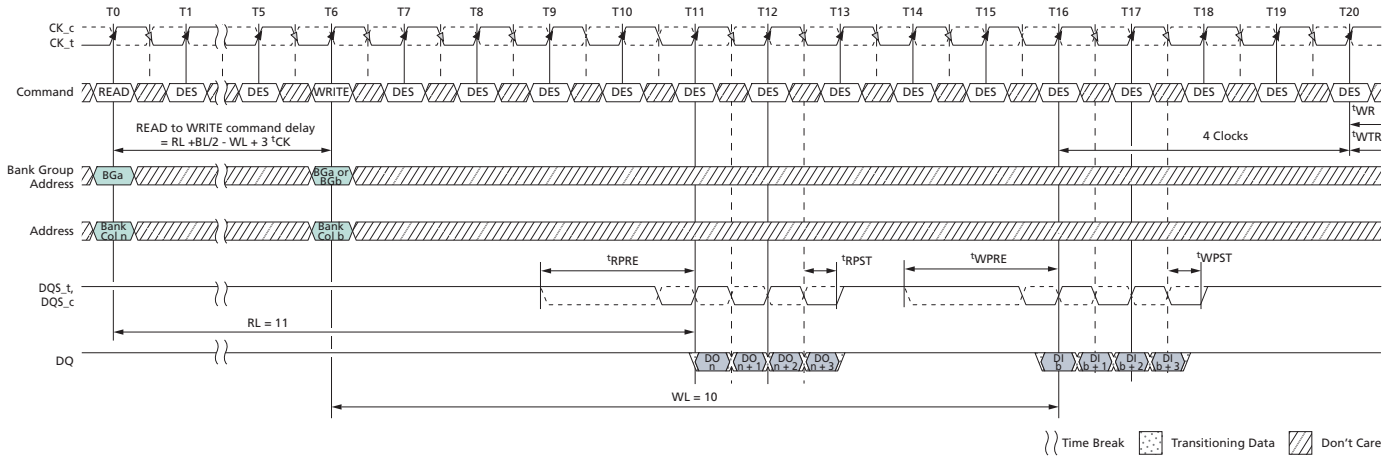 T0 T1 T5 T6 T7 T8 T9 T10 T11 T12 T13 T14 T15 T16 T17 T18 T19 T20
CK_c
CK_t
Command READ DES DES WRITE DES DES DES DES DES DES DES DES DES DES DES DES DES DES
tWR
READ to WRITE command delay
= RL +BL/2 - WL + 3 tCK
4 Clocks
tWTR
Bank Group
Address
BGa
BGa or
BGb
Address
Bank
Col n
Bank
Col b
tRPRE tRPST tWPRE tWPST
DQS_t,
DQS_c
RL = 11
DQ
DO
n
DO
n + 1
DO
n + 2
DO
n + 3
DI
b
DI
b + 1
DI
b + 2
DI
b + 3
WL = 10
Time Break Transitioning Data Don't Care